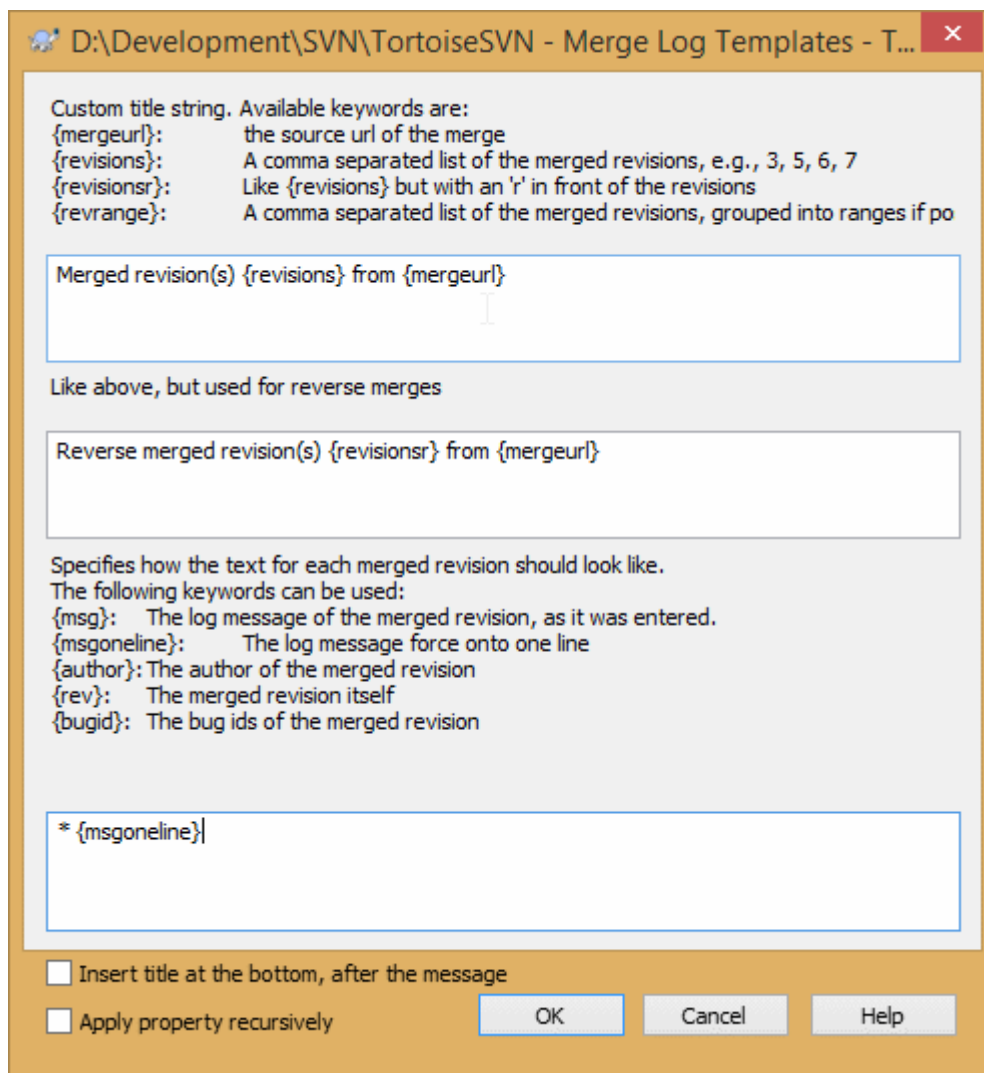 D:\Development\SVN\TortoiseSVN - Merge Log Templates - T...
Custom title string. Available keywords are:
{mergeurl}: the source url of the merge
{revisions}: A comma separated list of the merged revisions, e.g., 3, 5, 6, 7
{revisionsr}: Like {revisions} but with an 'r' in front of the revisions
{revrange}: A comma separated list of the merged revisions, grouped into ranges if po
Merged revision(s) {revisions} from {mergeurl}
Like above, but used for reverse merges
Reverse merged revision(s) {revisionsr} from {mergeurl}
Specifies how the text for each merged revision should look like.
The following keywords can be used:
{msg}: The log message of the merged revision, as it was entered.
{msgoneline}: The log message force onto one line
{author}: The author of the merged revision
{rev}: The merged revision itself
{bugid}: The bug ids of the merged revision
* {msgoneline}
Insert title at the bottom, after the message
Apply property recursively
OK
Cancel
Help